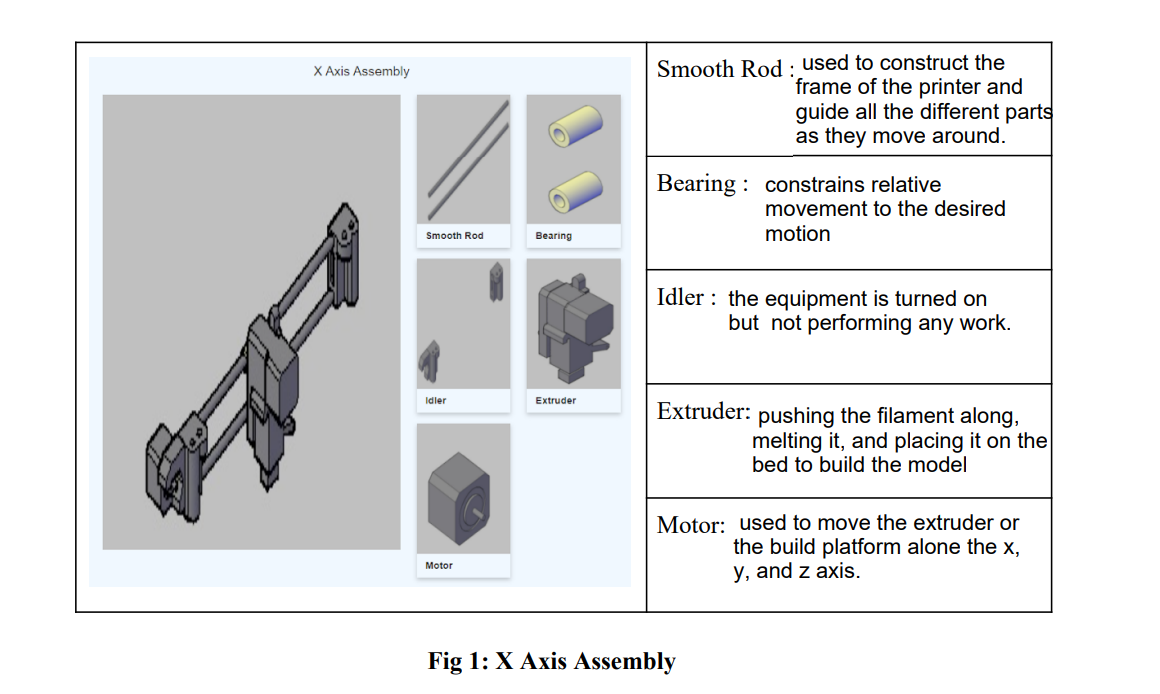 X Axis Assembly
Smooth Rod
Bearing
Idler
Extruder
Motor
Smooth Rod : used to construct the
frame of the printer and
guide all the different parts
as they move around.
Bearing : constrains relative
movement to the desired
motion
Idler : the equipment is turned on
but not performing any work.
Extruder: pushing the filament along,
melting it, and placing it on the
bed to build the model
Motor: used to move the extruder or
the build platform alone the x,
y, and z axis.
Fig 1: X Axis Assembly